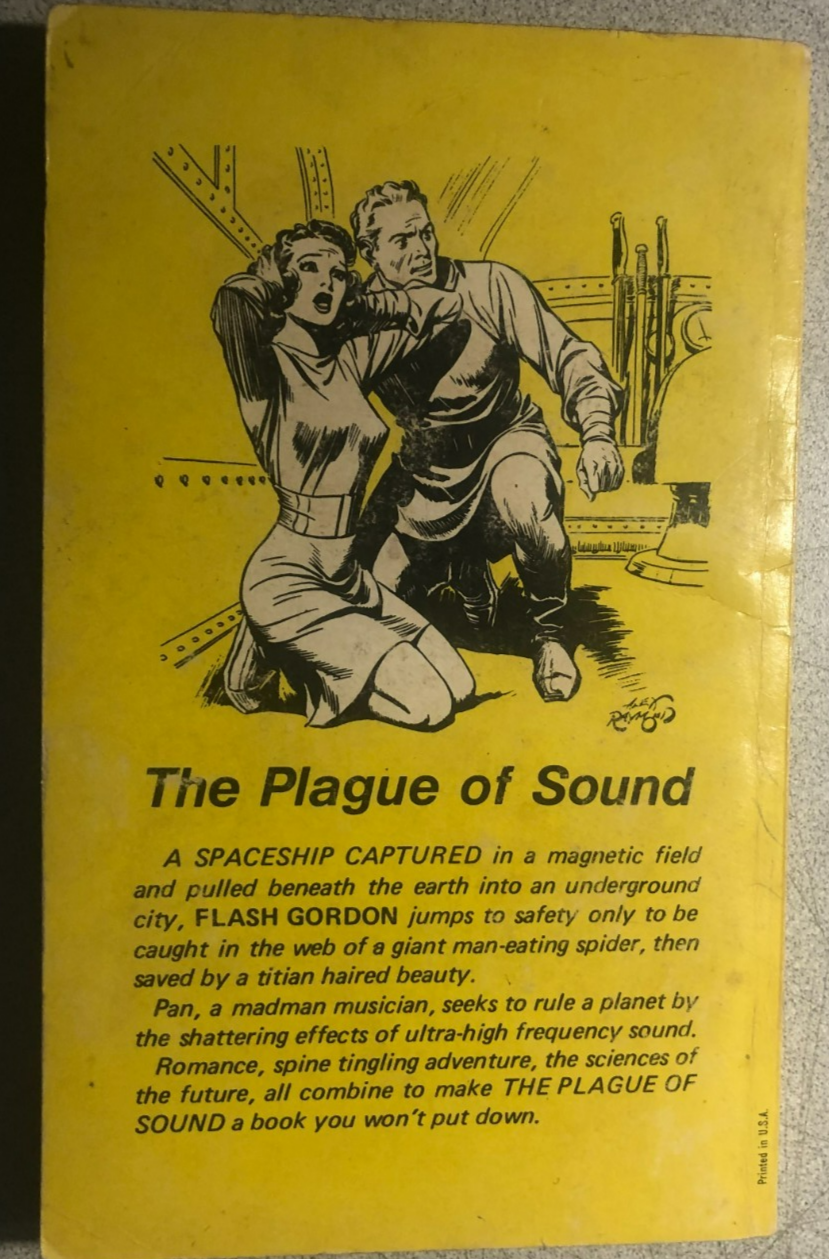 Alex
Raymond
The Plague of Sound
A SPACESHIP CAPTURED in a magnetic field
and pulled beneath the earth into an underground
city, FLASH GORDON jumps to safety only to be
caught in the web of a giant man-eating spider, then
saved by a titian haired beauty.
Pan, a madman musician, seeks to rule a planet by
the shattering effects of ultra-high frequency sound.
Romance, spine tingling adventure, the sciences of
the future, all combine to make THE PLAGUE OF
SOUND a book you won't put down.
Printed in U.S.A.